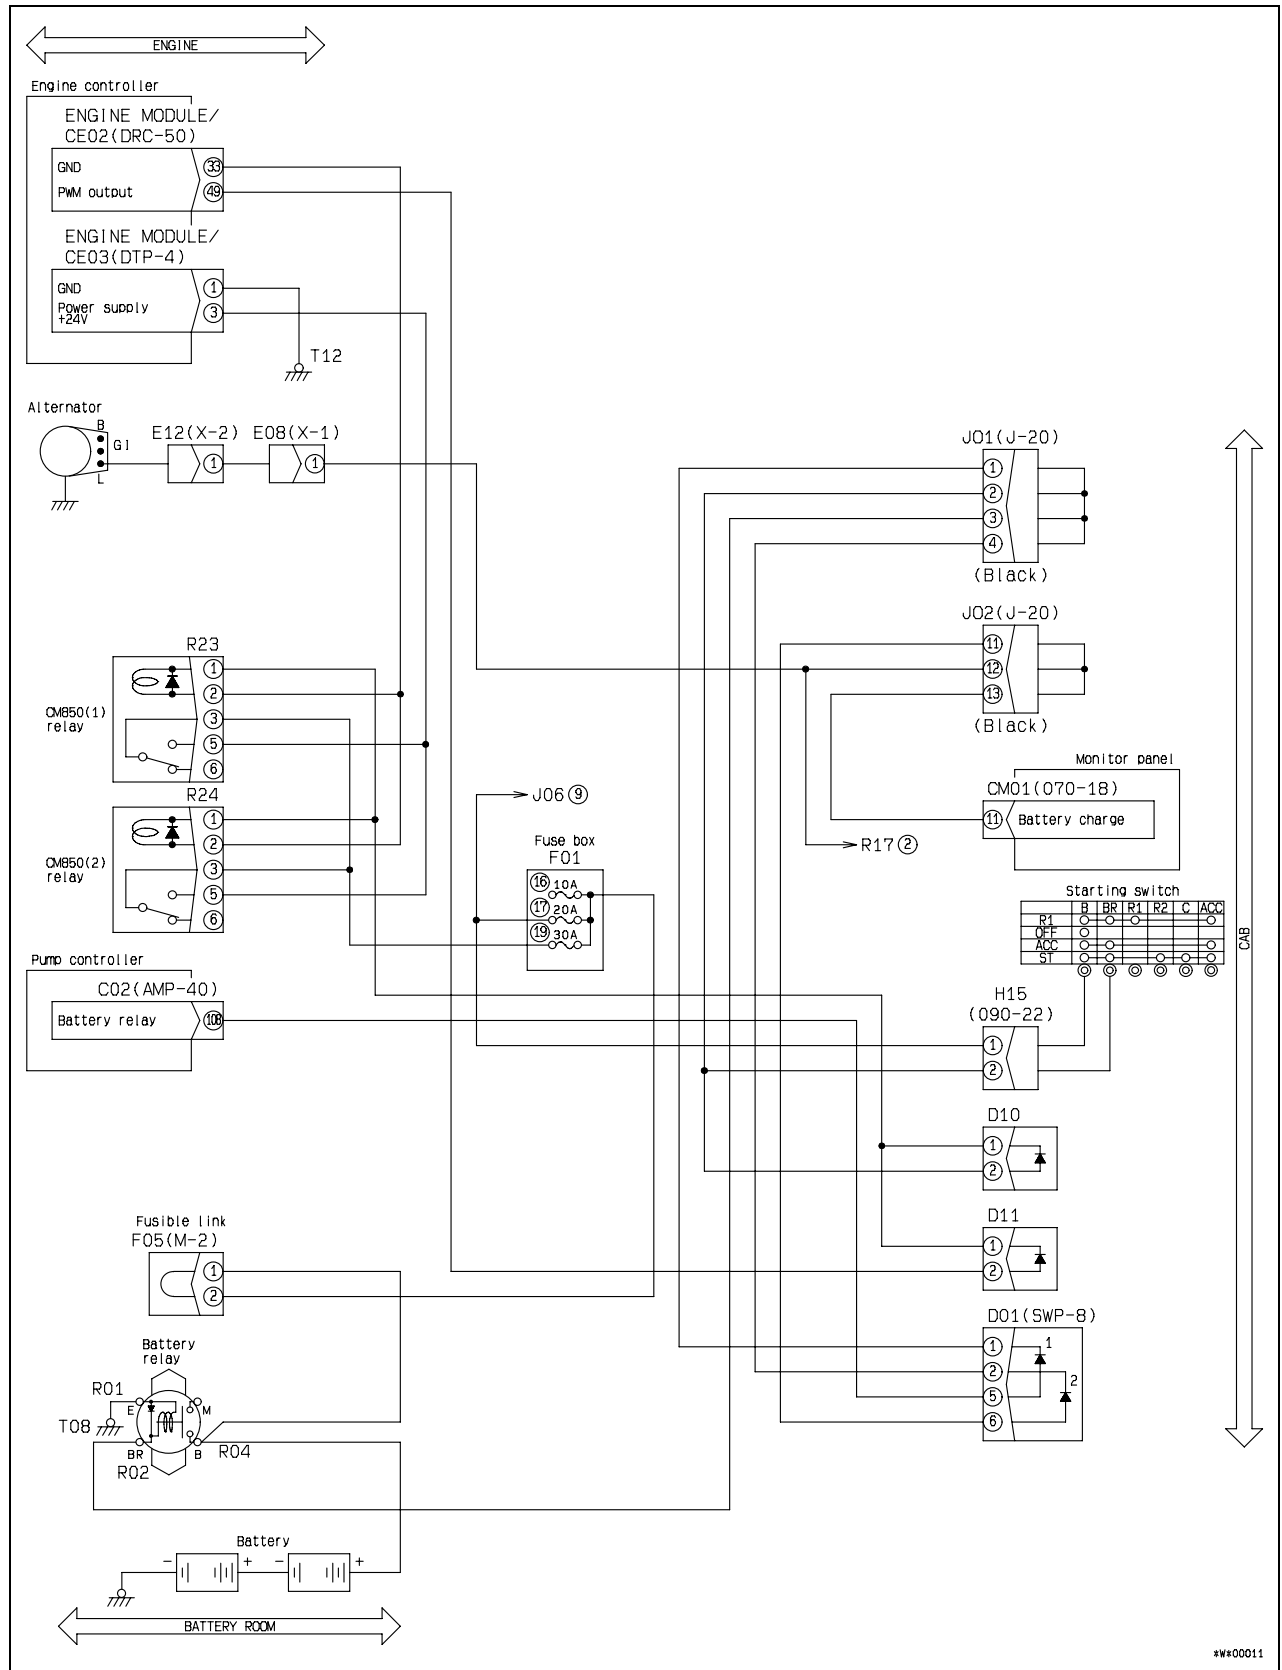 ENGINE
Engine controller
ENGINE MODULE/
CE02(DRC-50)
GND
33
PWM output
49
ENGINE MODULE/
CE03(DTP-4)
GND
1
Power supply
+24V
3
T12
Alternator
B
GI
L
E12(X-2)
1
E08(X-1)
1
J01(J-20)
1
2
3
4
(Black)
J02(J-20)
11
12
13
(Black)
R23
1
2
3
5
6
CM850(1)
relay
R24
1
2
3
5
6
CM850(2)
relay
J06 9
Fuse box
F01
16 10A
17 20A
19 30A
Monitor panel
CM01(070-18)
11 Battery charge
R17 2
Starting switch
B BR R1 R2 C ACC
R1
OFF
ACC
ST
CAB
Pump controller
C02(AMP-40)
Battery relay
108
H15
(090-22)
1
2
D10
1
2
D11
1
2
Fusible link
F05(M-2)
1
2
D01(SWP-8)
1
2
5
6
1
2
Battery
relay
R01
E
M
T08
BR
B
R04
R02
Battery
- + - +
BATTERY ROOM
*W*00011